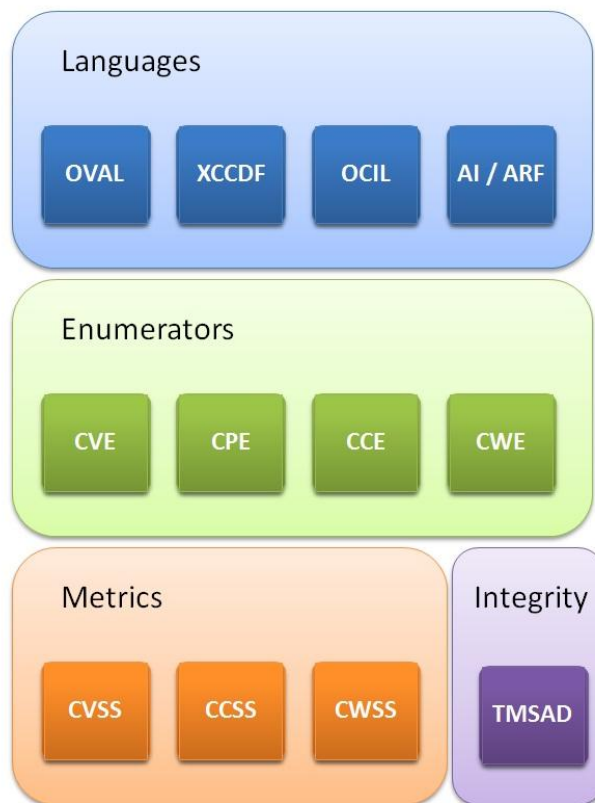 Languages
OVAL XCCDF OCIL AI / ARF
Enumerators
CVE CPE CCE CWE
Metrics
CVSS CCSS CWSS
Integrity
TMSAD